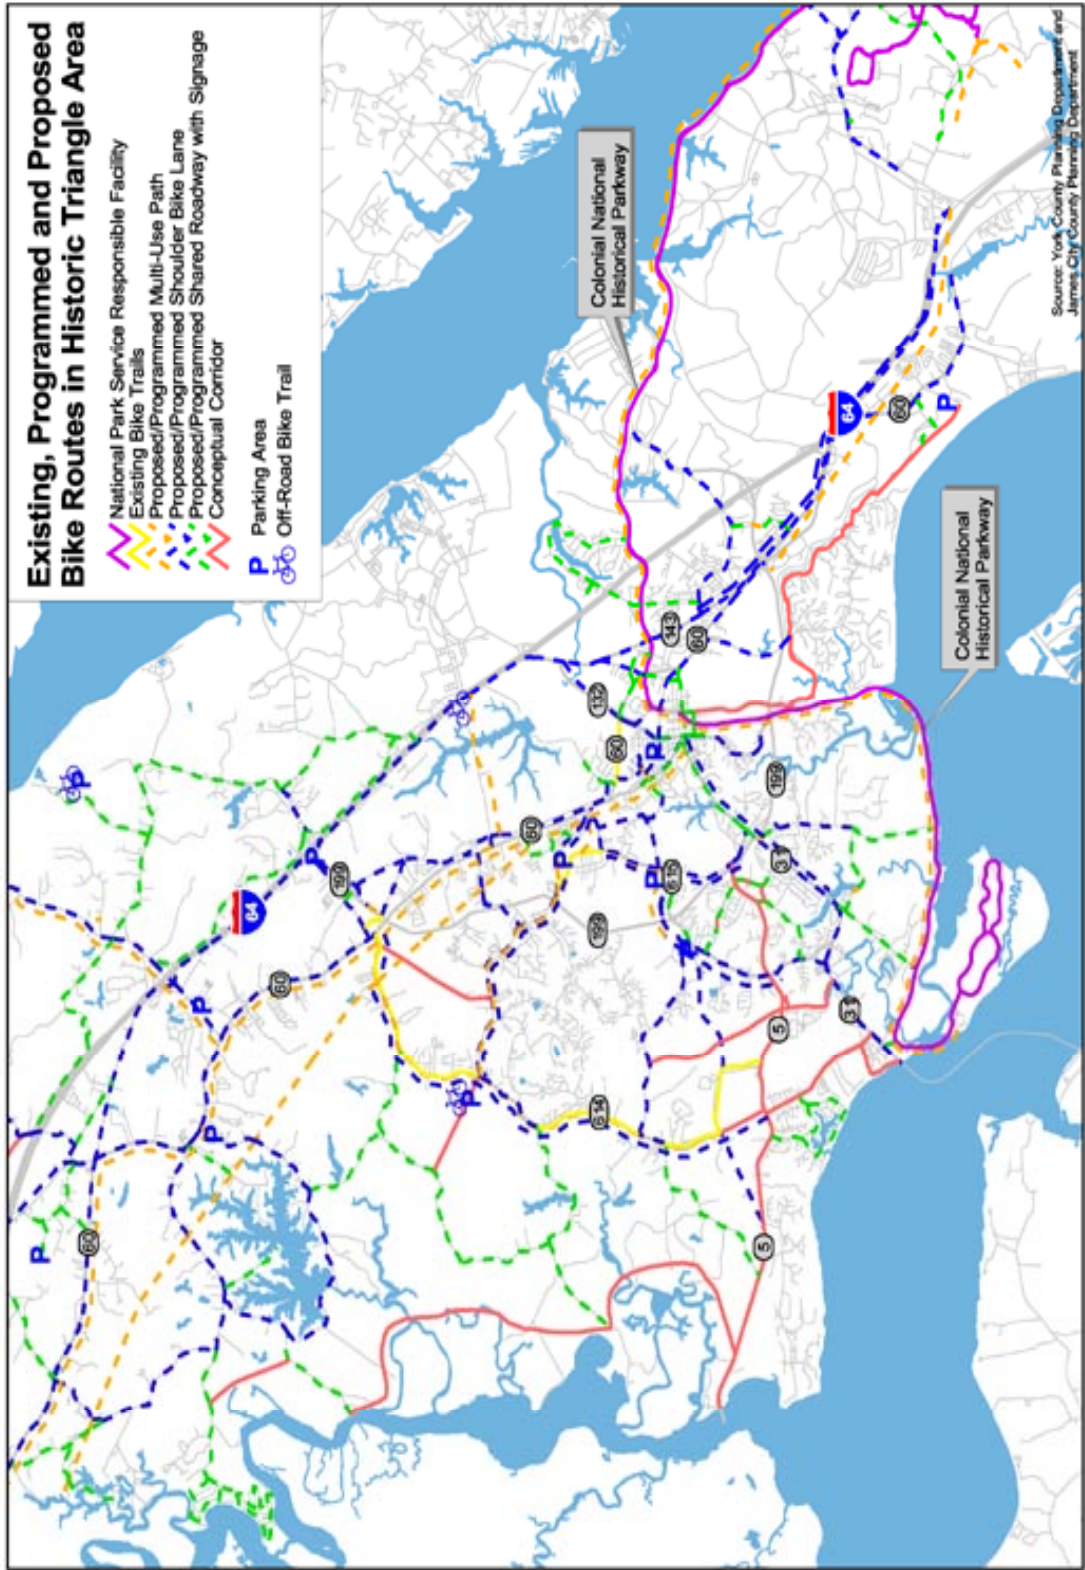 Existing, Programmed and Proposed
Bike Routes in Historic Triangle Area
National Park Service Responsible Facility
Existing Bike Trails
Proposed/Programmed Multi-Use Path
Proposed/Programmed Shoulder Bike Lane
Proposed/Programmed Shared Roadway with Signage
Conceptual Corridor
P Parking Area
Off-Road Bike Trail
P
60
P
P
P
60
64
199
P
P
60
132
143
60
60
Colonial National
Historical Parkway
64
60
P
P
614
P
199
P
P
615
P
199
31
31
5
5
Colonial National
Historical Parkway
Source: York County Planning Department and
James City County Planning Department